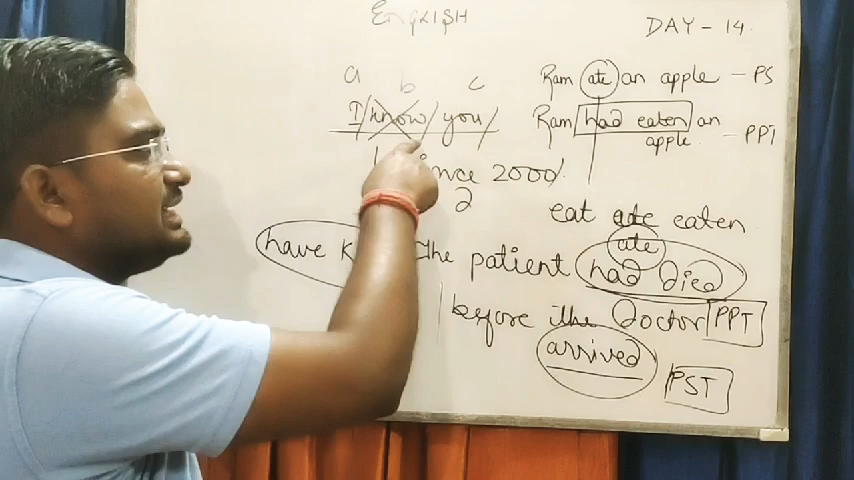 English
DAY - 14
a b c
I/know/you/
since 2000/.
2
have
Ram ate an apple - PS
Ram had eaten an
apple - PPT
eat ate eaten
ate
The patient had died
before the Doctor PPT
arrived
PST